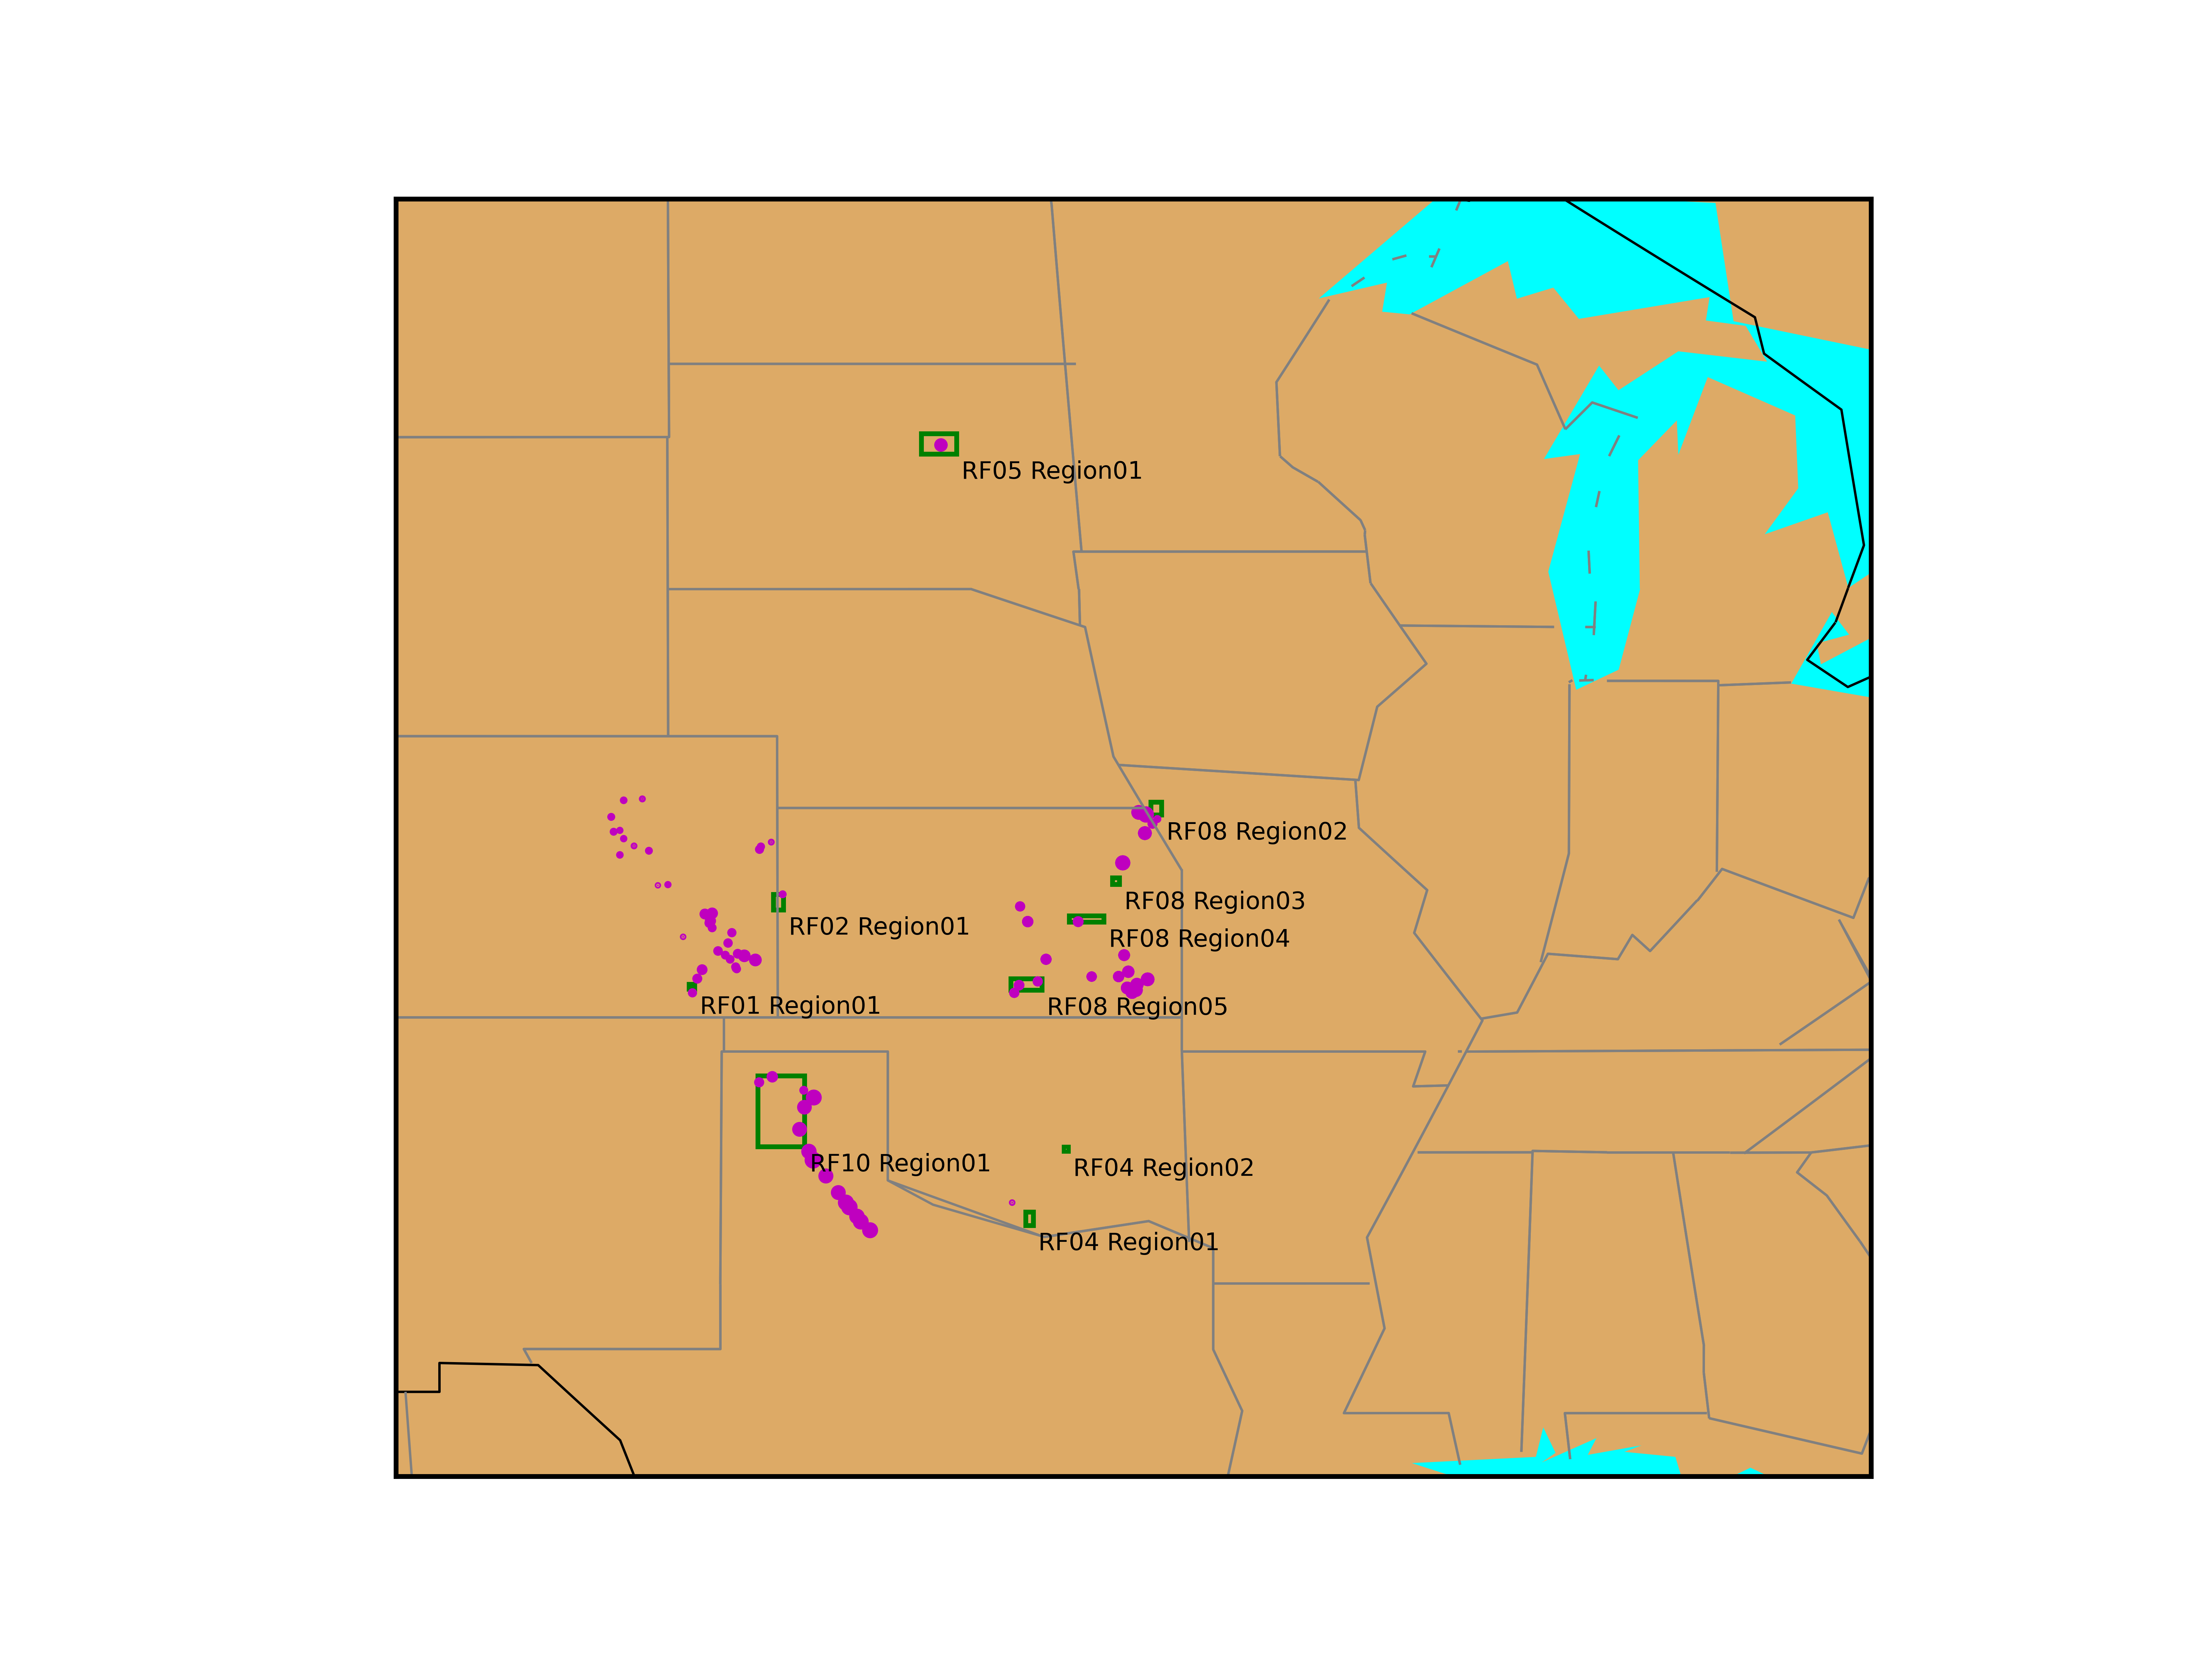 RF05 Region01
RF08 Region02
RF08 Region03
RF02 Region01
RF08 Region04
RF01 Region01
RF08 Region05
RF10 Region01
RF04 Region02
RF04 Region01